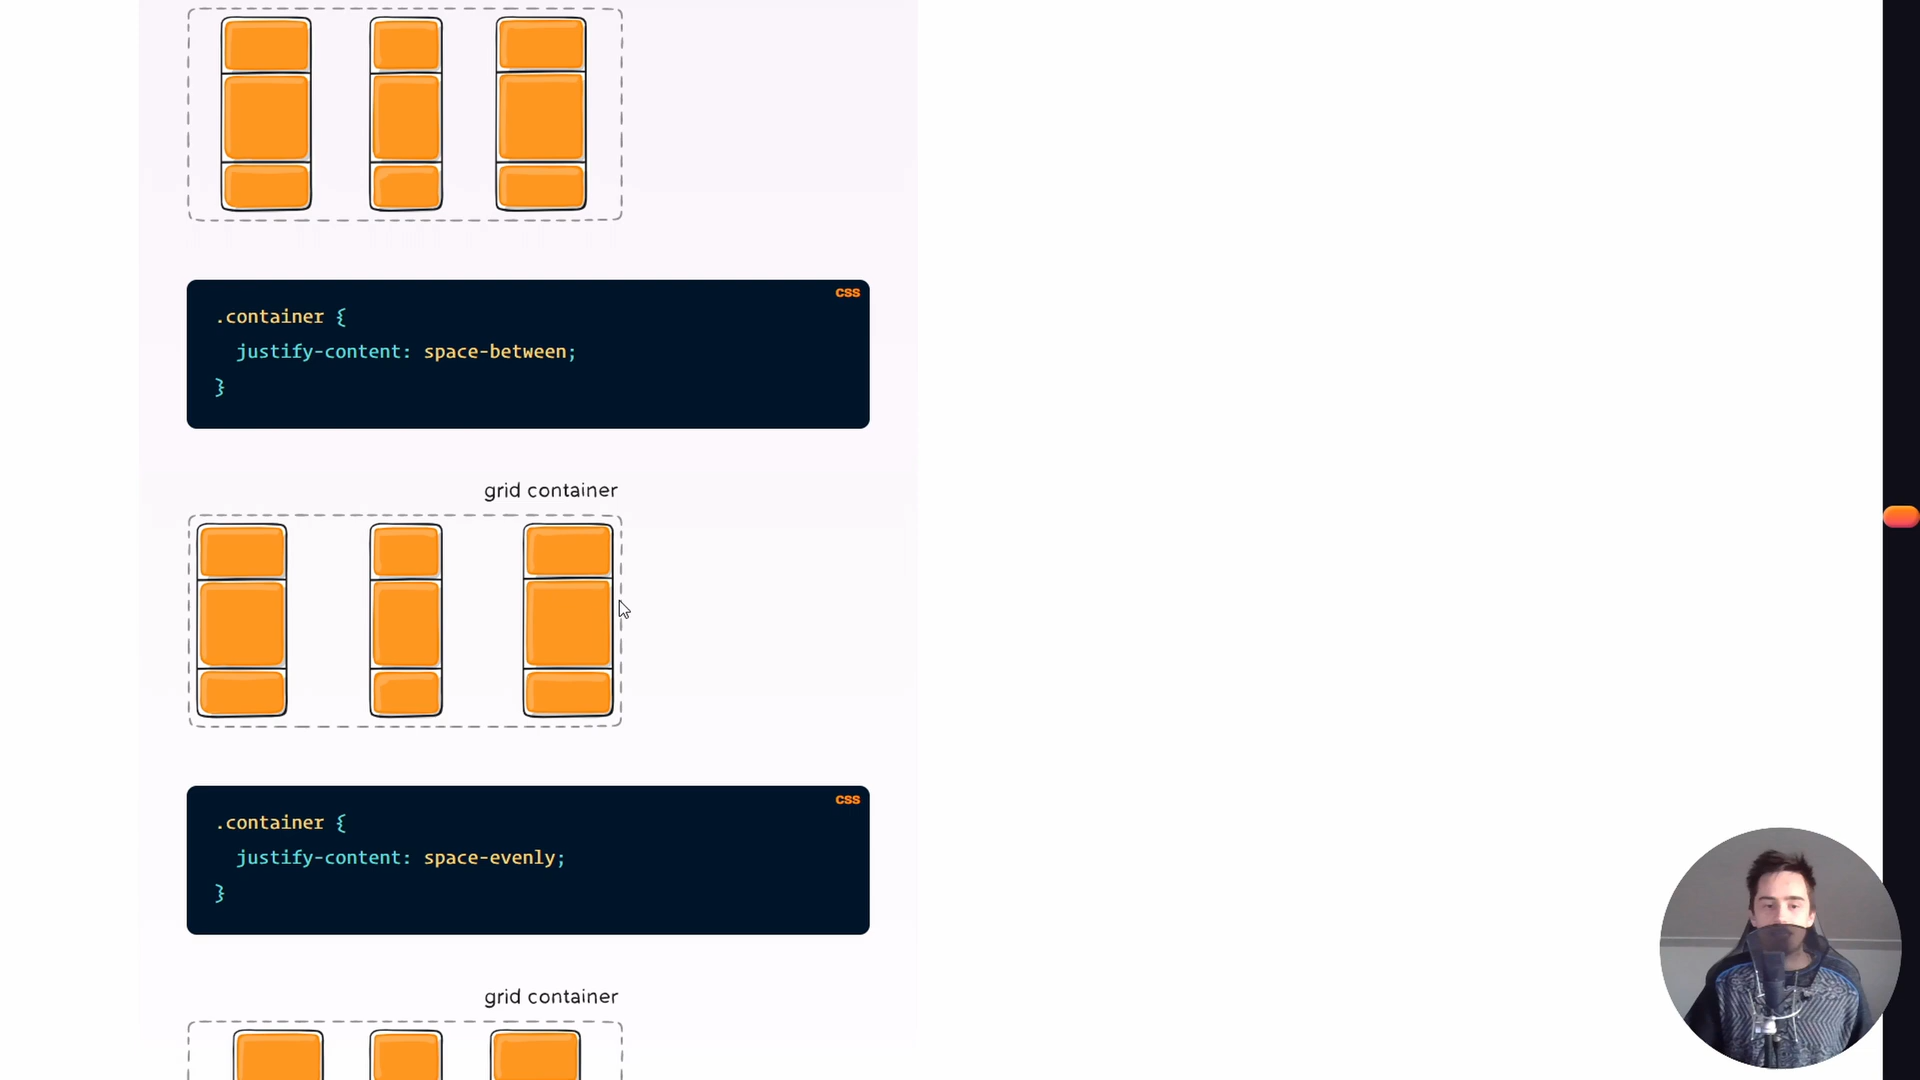 CSS
.container {
justify-content: space-between;
}
grid container
CSS
.container {
justify-content: space-evenly;
}
grid container